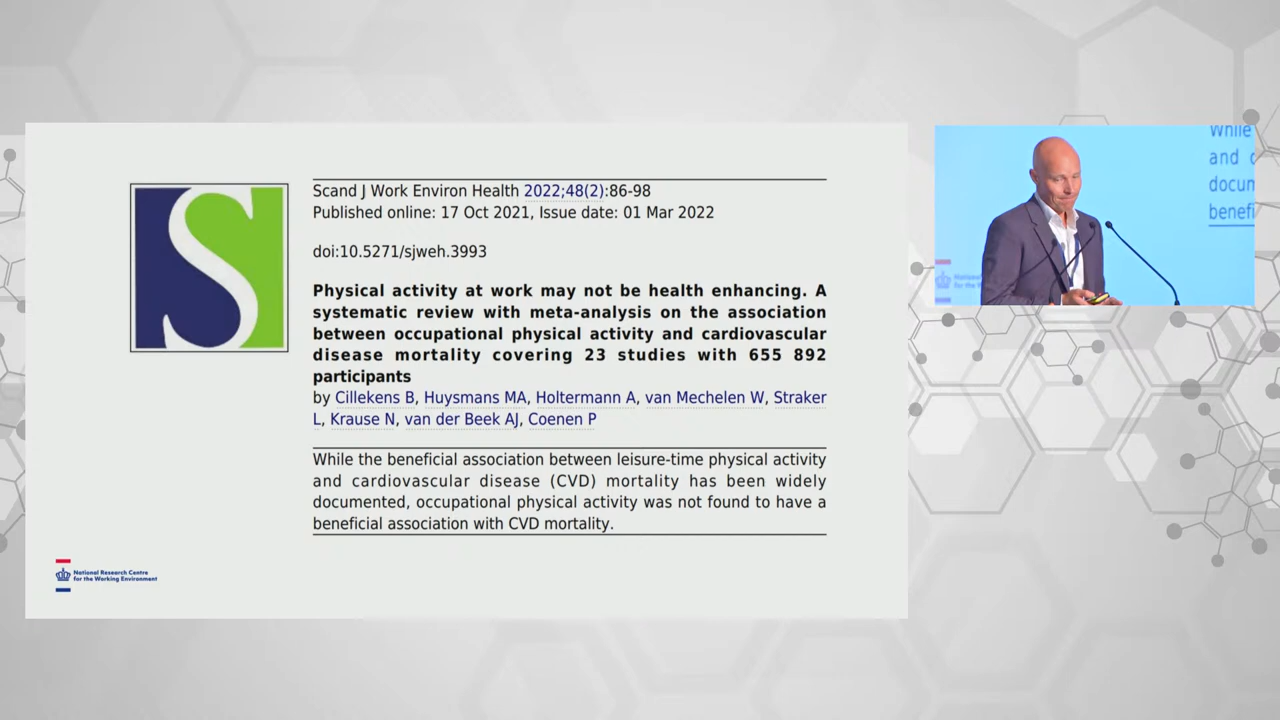 Scand J Work Environ Health 2022;48(2):86-98
Published online: 17 Oct 2021, Issue date: 01 Mar 2022
doi:10.5271/sjweh.3993
Physical activity at work may not be health enhancing. A
systematic review with meta-analysis on the association
between occupational physical activity and cardiovascular
disease mortality covering 23 studies with 655 892
participants
by Cillekens B, Huysmans MA, Holtermann A, van Mechelen W, Straker
L, Krause N, van der Beek AJ, Coenen P
While the beneficial association between leisure-time physical activity
and cardiovascular disease (CVD) mortality has been widely
documented, occupational physical activity was not found to have a
beneficial association with CVD mortality.
S
National Research Centre
for the Working Environment
While
and
docum
benefi
National
for the W